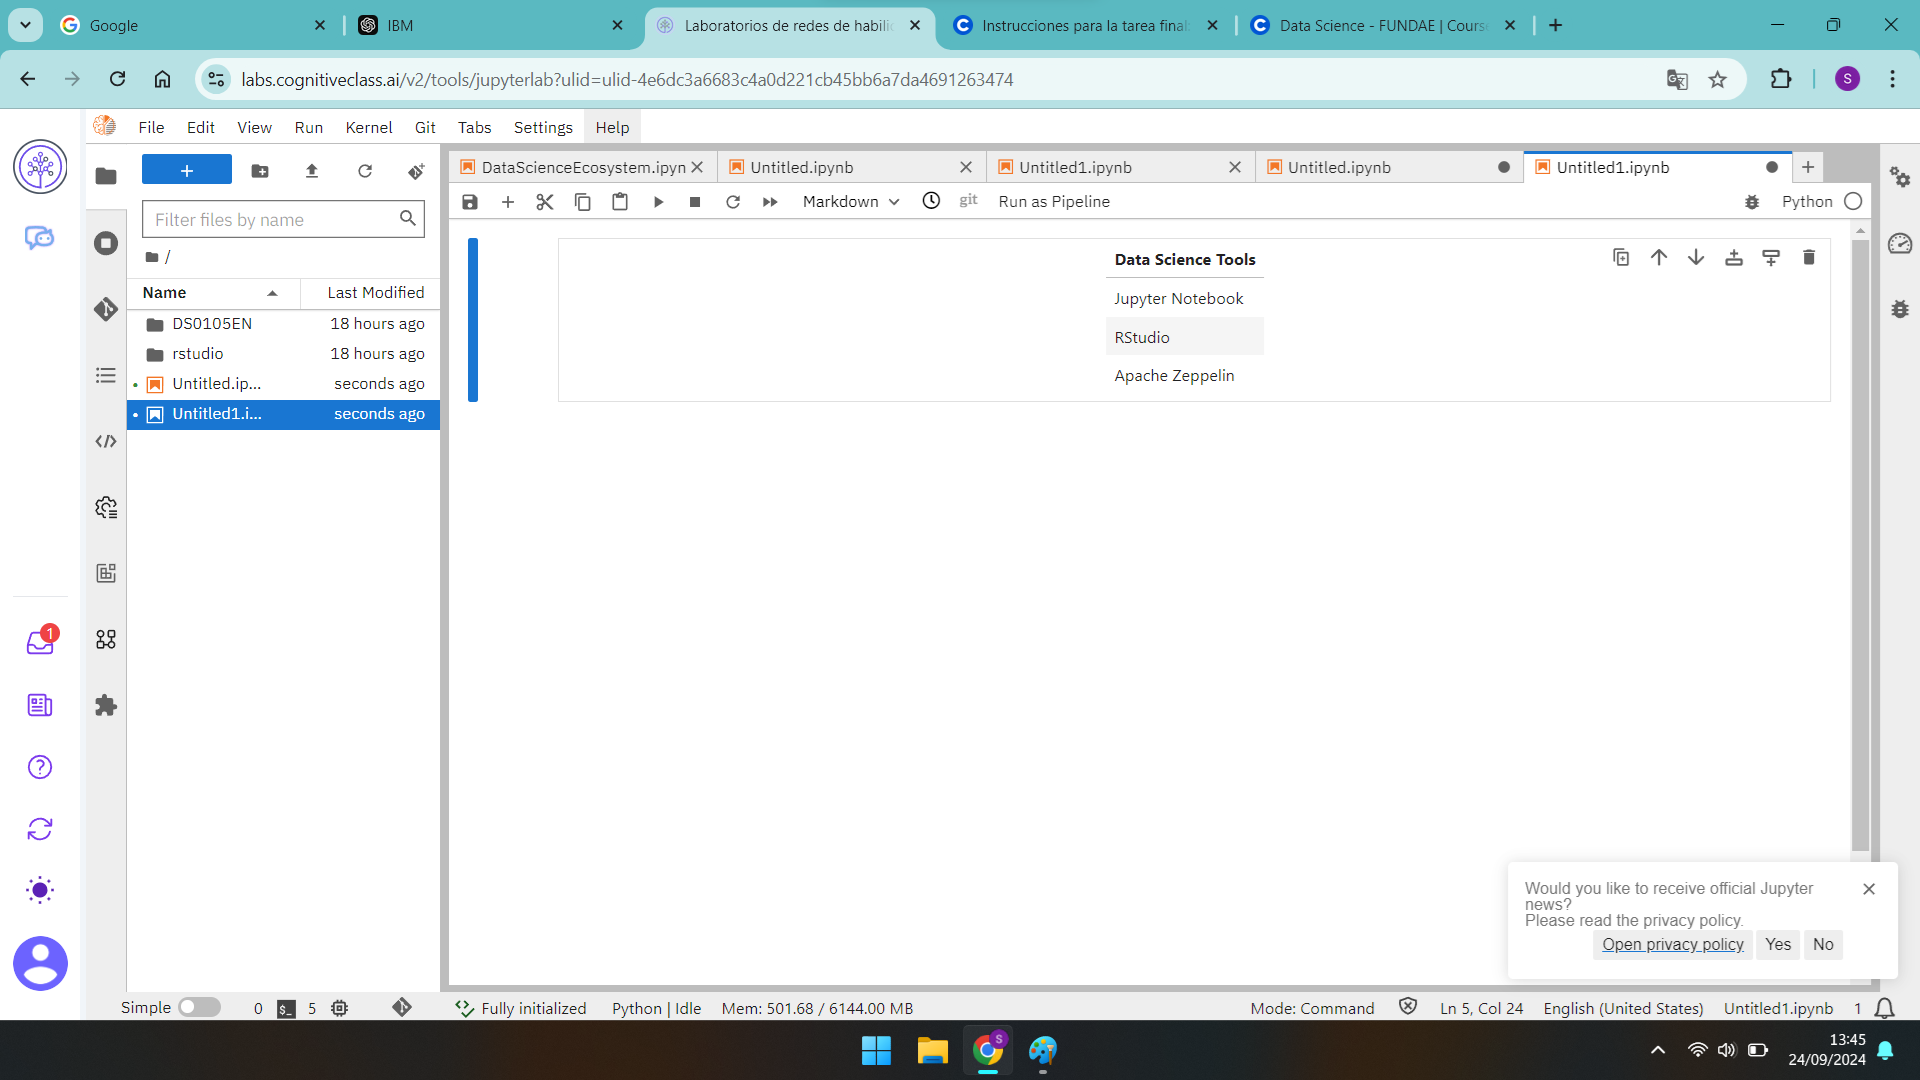 Google
IBM
Laboratorios de redes de habilic
Instrucciones para la tarea final:
Data Science - FUNDAE | Cours
labs.cognitiveclass.ai/v2/tools/jupyterlab?ulid=ulid-4e6dc3a6683c4a0d221cb45bb6a7da4691263474
S
File Edit View Run Kernel Git Tabs Settings Help
DataScienceEcosystem.ipyn
Untitled.ipynb
Untitled1.ipynb
Untitled.ipynb
Untitled1.ipynb
Markdown
git
Run as Pipeline
Python
Filter files by name
/
Name
Last Modified
DS0105EN 18 hours ago
rstudio 18 hours ago
Untitled.ip... seconds ago
Untitled1.i... seconds ago
Data Science Tools
Jupyter Notebook
RStudio
Apache Zeppelin
1
Would you like to receive official Jupyter
news?
Please read the privacy policy.
Open privacy policy Yes No
Simple 0 $_ 5 Fully initialized Python | Idle Mem: 501.68 / 6144.00 MB Mode: Command Ln 5, Col 24 English (United States) Untitled1.ipynb 1
S
13:45
24/09/2024